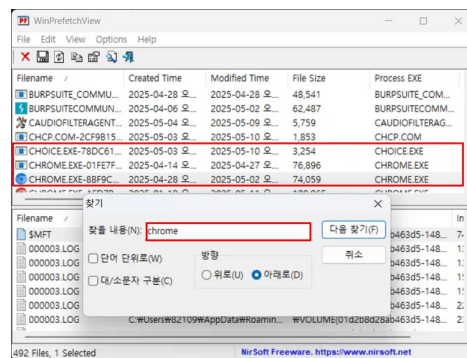 WinPrefetchView
File Edit View Options Help
Filename Created Time Modified Time File Size Process EXE
BURPSUITE_COMMU... 2025-04-28 오... 2025-04-28 오... 48,541 BURPSUITE_COM...
BURPSUITECOMMUN... 2025-04-06 오... 2025-05-02 오... 62,487 BURPSUITECOMM...
CAUDIOFILTERAGENT... 2025-05-04 오... 2025-05-09 오... 5,759 CAUDIOFILTERAG...
CHCP.COM-2CF9B15... 2025-05-03 오... 2025-05-10 오... 1,853 CHCP.COM
CHOICE.EXE-78DC61... 2025-05-03 오... 2025-05-10 오... 3,254 CHOICE.EXE
CHROME.EXE-01FE7F... 2025-04-14 오... 2025-04-27 오... 76,896 CHROME.EXE
CHROME.EXE-8BF9C... 2025-04-28 오... 2025-05-02 오... 74,059 CHROME.EXE
찾기
찾을 내용(N): chrome
다음 찾기(F)
취소
단어 단위로(W)
대/소문자 구분(C)
방향
위로(U) 아래로(D)
Filename
$MFT
000003.LOG
000003.LOG
000003.LOG
000003.LOG
000003.LOG
000003.LOG C:₩Users₩82109₩AppData₩Roamin... ₩VOLUME{01d2b8d28ab463d5-148...
492 Files, 1 Selected
NirSoft Freeware. https://www.nirsoft.net